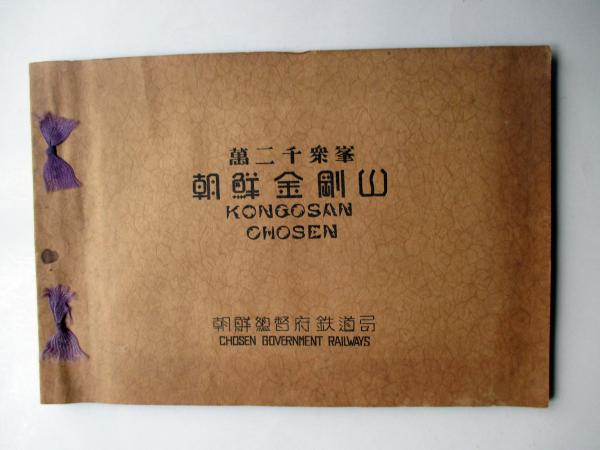 萬二千衆峯
朝鮮金剛山
KONGOSAN
CHOSEN
朝鮮總督府鉄道局
CHOSEN GOVERNMENT RAILWAYS